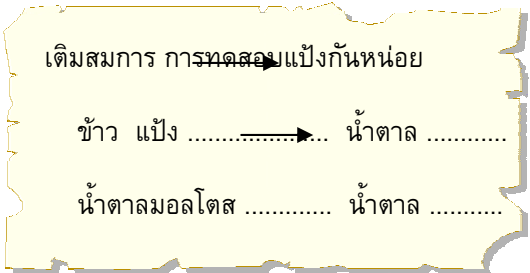 เติมสมการ การทดสอบแป้งกันหน่อย
ข้าว แป้ง ..................... น้ำตาล ............
น้ำตาลมอลโตส ............. น้ำตาล ...........